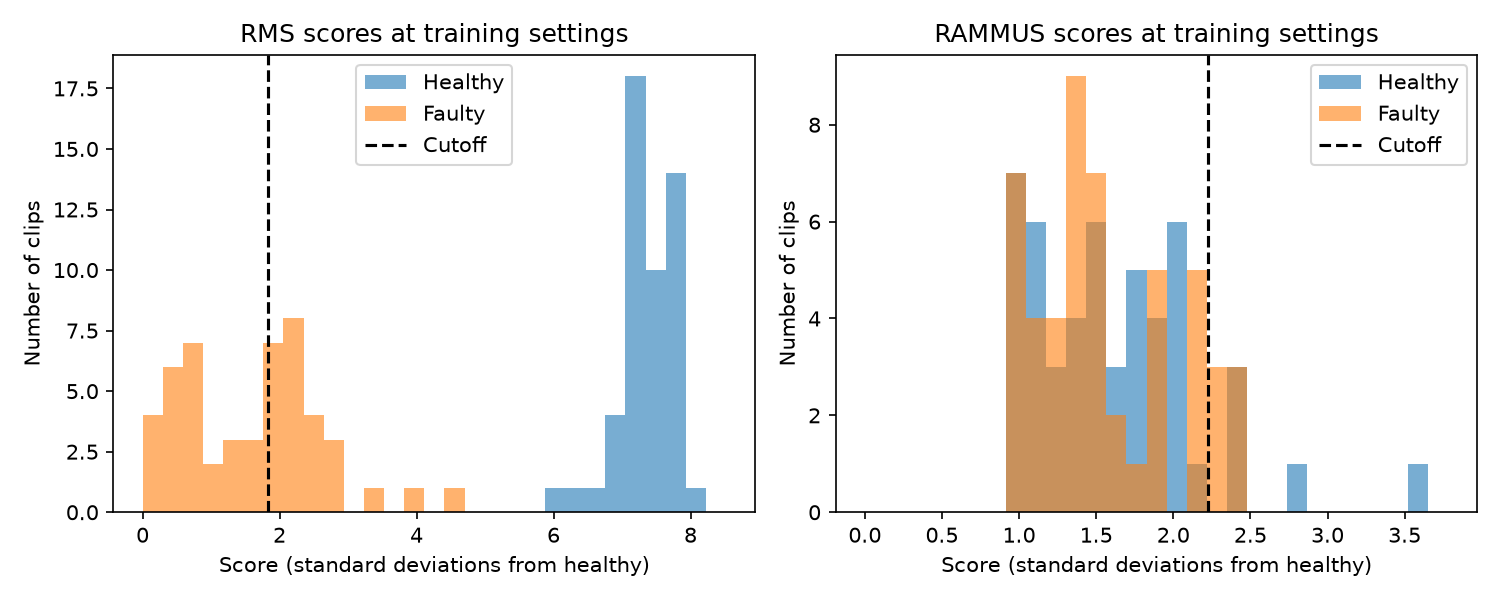 RMS scores at training settings
17.5
15.0
12.5
10.0
7.5
5.0
2.5
0.0
Number of clips
0
2
4
6
8
Score (standard deviations from healthy)
Healthy
Faulty
Cutoff
RAMMUS scores at training settings
8
6
4
2
0
Number of clips
0.0
0.5
1.0
1.5
2.0
2.5
3.0
3.5
Score (standard deviations from healthy)
Healthy
Faulty
Cutoff